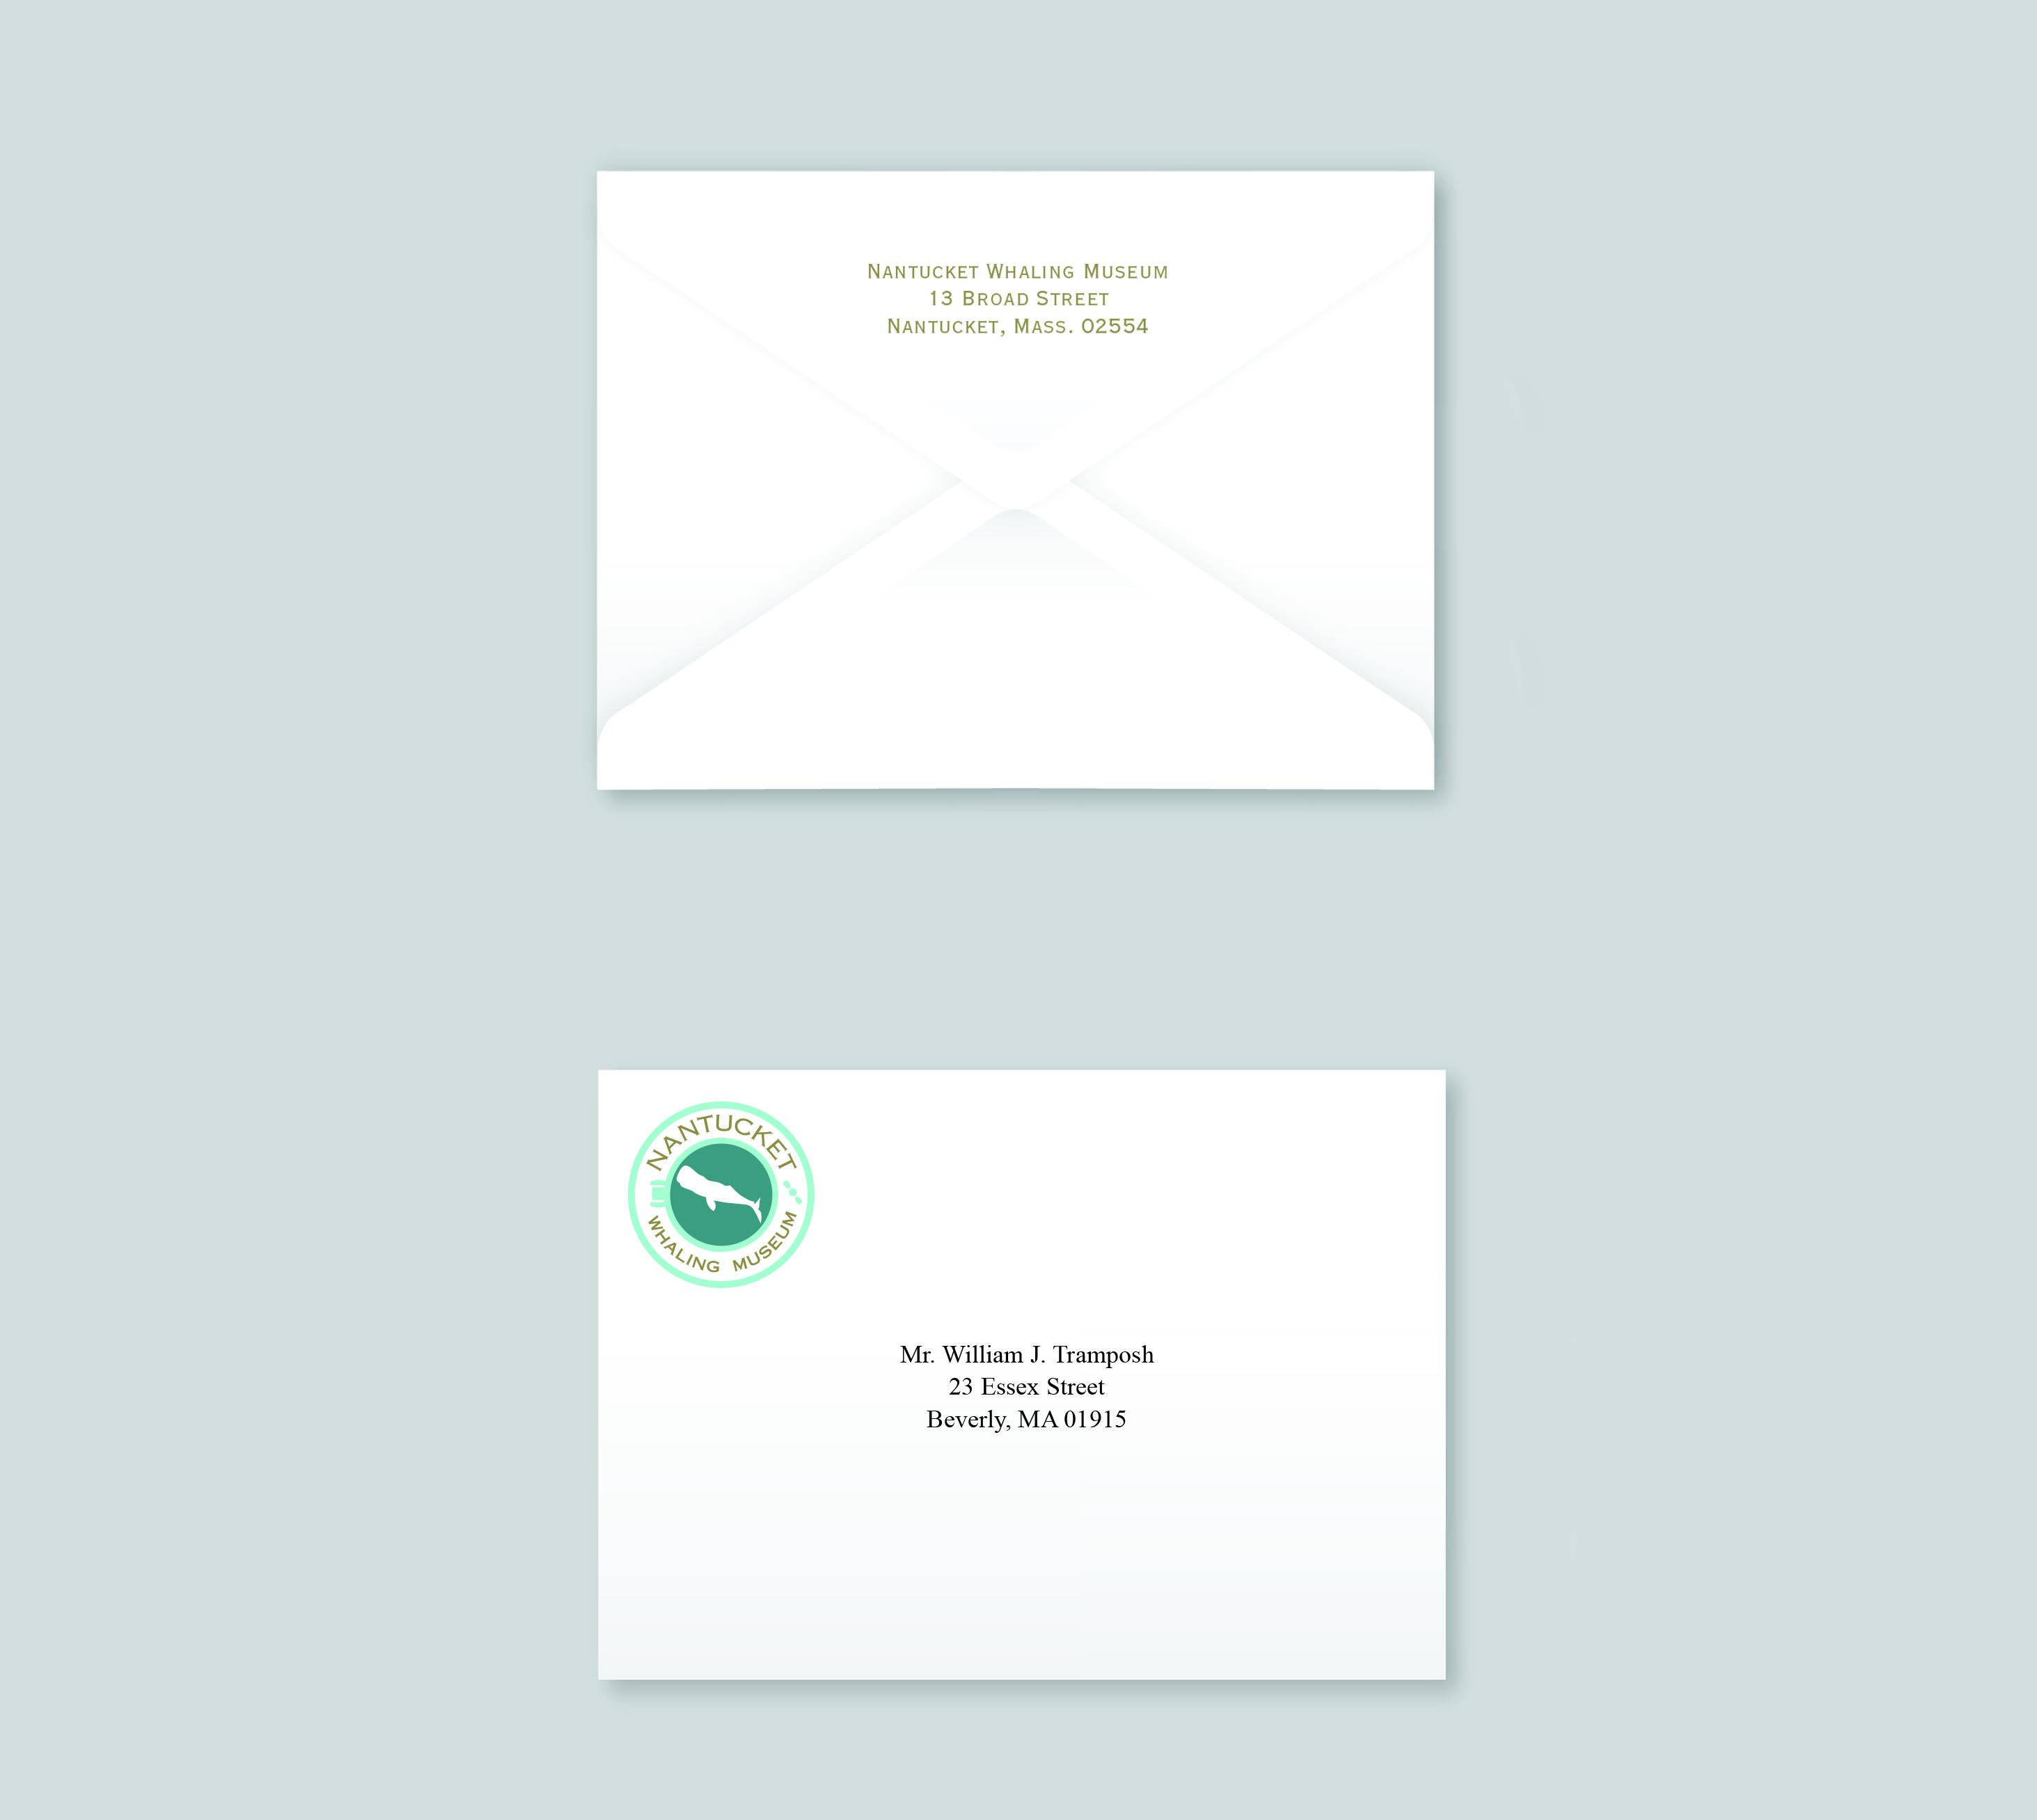 NANTUCKET WHALING MUSEUM
13 BROAD STREET
NANTUCKET, MASS. 02554
NANTUCKET
WHALING MUSEUM
Mr. William J. Tramposh
23 Essex Street
Beverly, MA 01915